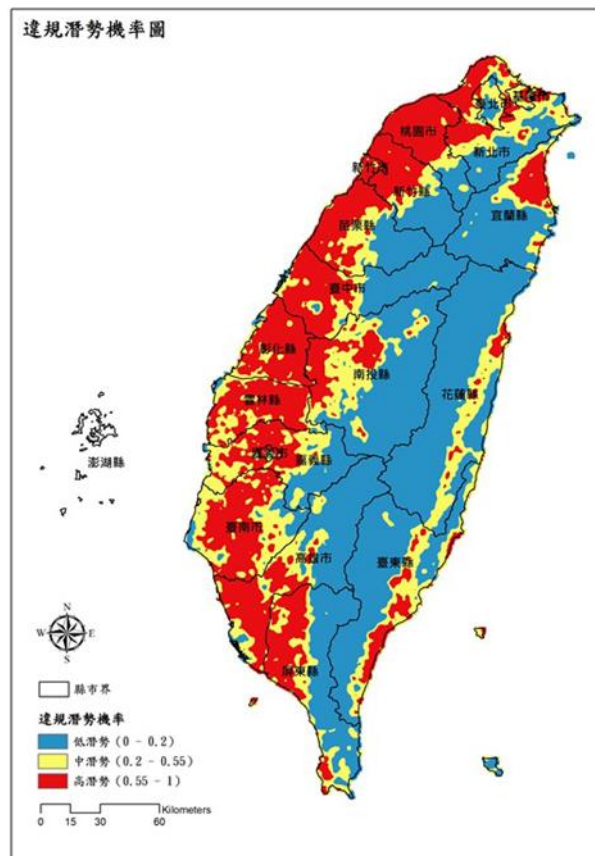 違規潛勢機率圖
基隆市
臺北市
桃園市
新北市
新竹市
新竹縣
宜蘭縣
苗栗縣
臺中市
彰化縣
南投縣
花蓮縣
雲林縣
嘉義市
嘉義縣
澎湖縣
臺南市
高雄市
臺東縣
屏東縣
N
W E
S
縣市界
違規潛勢機率
低潛勢 (0 - 0.2)
中潛勢 (0.2 - 0.55)
高潛勢 (0.55 - 1)
Kilometers
0 15 30 60